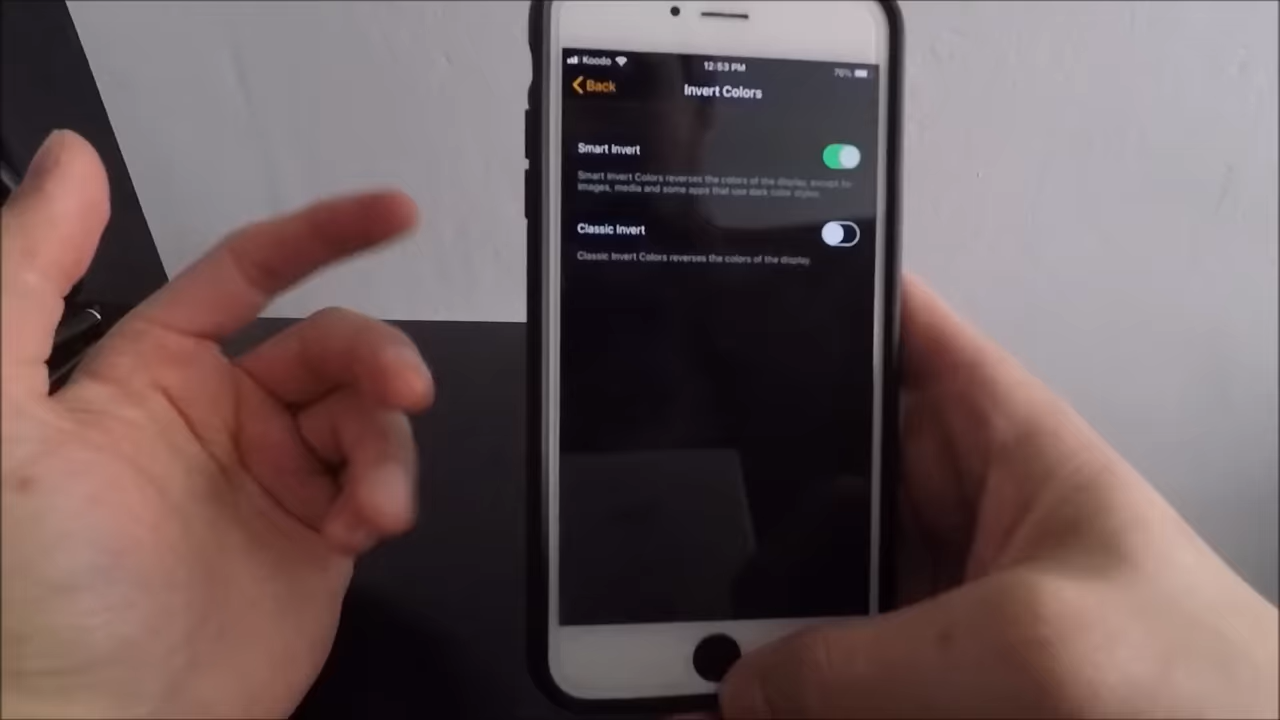 Koodo
12:53 PM
76%
Back
Invert Colors
Smart Invert
Smart Invert Colors reverses the colors of the display, except for
images, media and some apps that use dark color styles.
Classic Invert
Classic Invert Colors reverses the colors of the display.